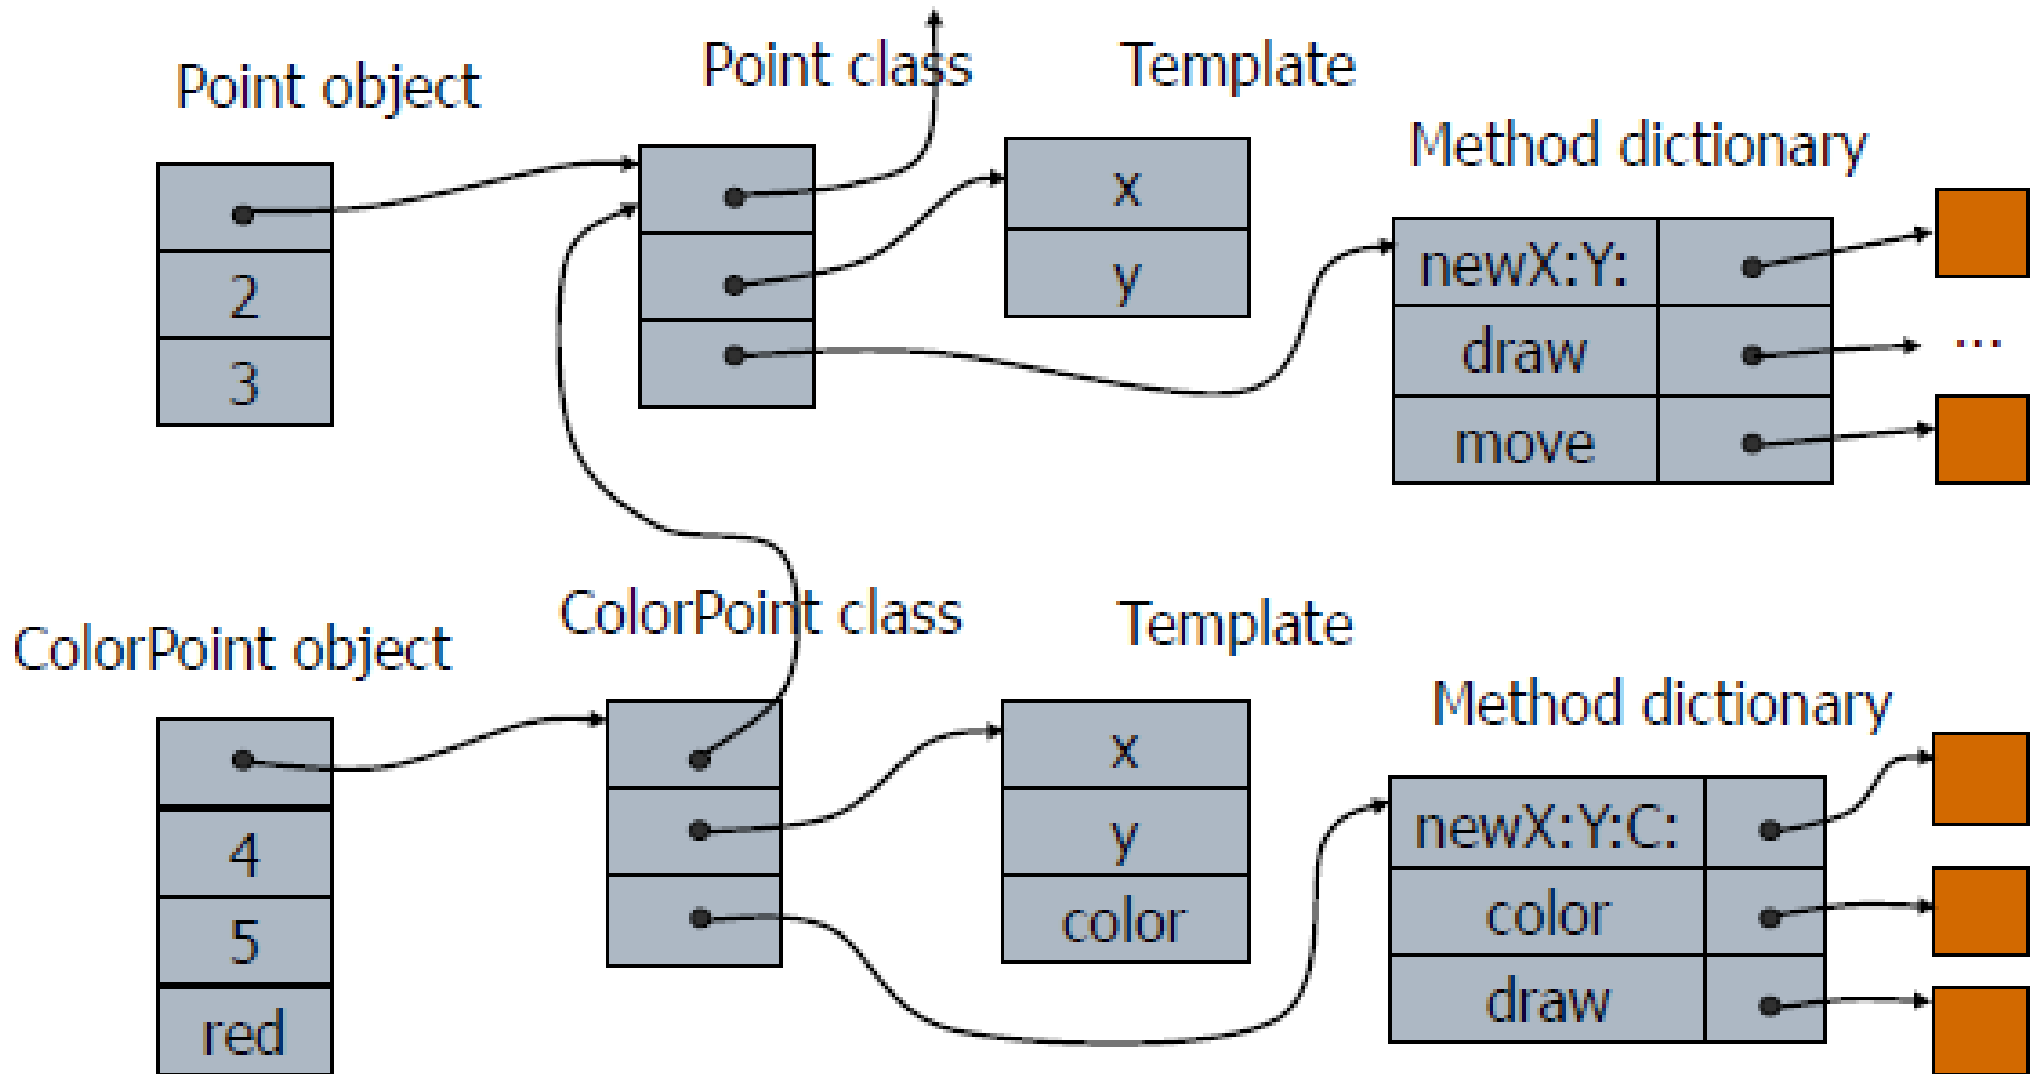 Point object
2
3
Point class
Template
x
y
Method dictionary
newX:Y:
draw
move
...
ColorPoint object
4
5
red
ColorPoint class
Template
x
y
color
Method dictionary
newX:Y:C:
color
draw